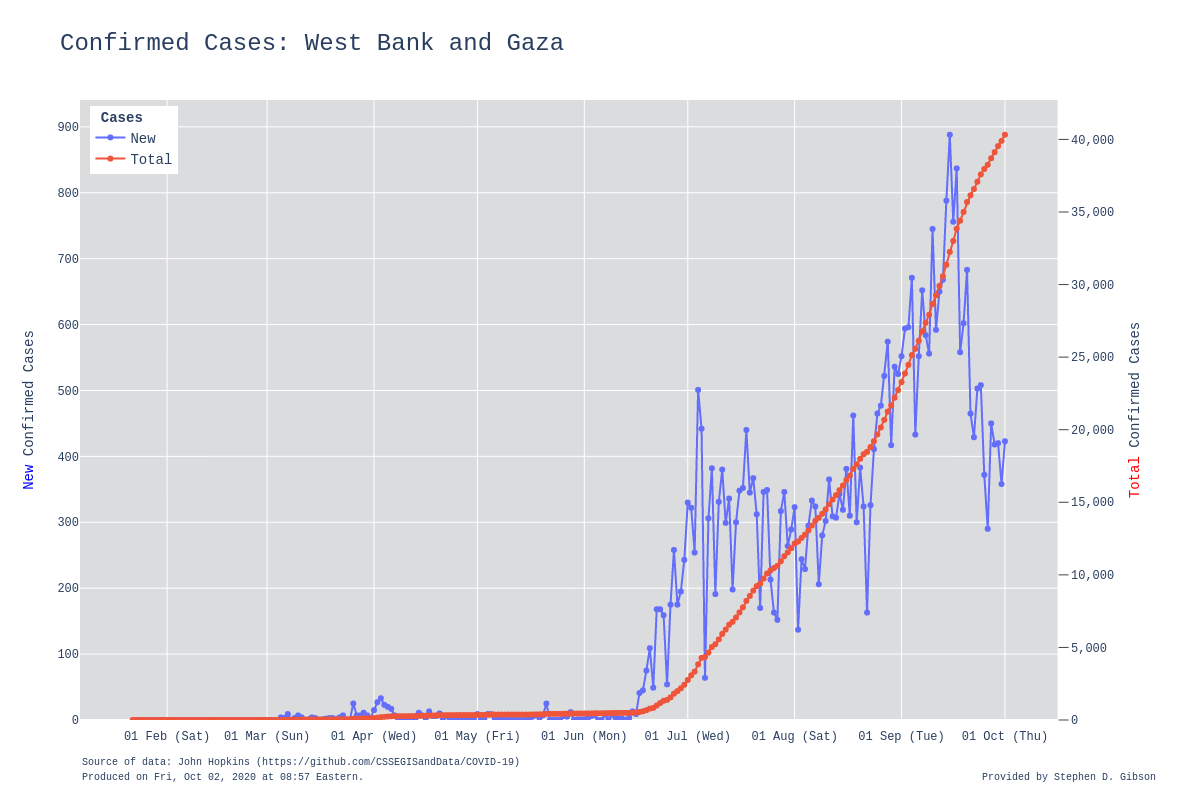 Confirmed Cases: West Bank and Gaza
Cases
New
Total
900
800
700
600
500
400
300
200
100
0
New Confirmed Cases
40,000
35,000
30,000
25,000
20,000
15,000
10,000
5,000
0
Total Confirmed Cases
01 Feb (Sat) 01 Mar (Sun) 01 Apr (Wed) 01 May (Fri) 01 Jun (Mon) 01 Jul (Wed) 01 Aug (Sat) 01 Sep (Tue) 01 Oct (Thu)
Source of data: John Hopkins (https://github.com/CSSEGISandData/COVID-19)
Produced on Fri, Oct 02, 2020 at 08:57 Eastern.
Provided by Stephen D. Gibson